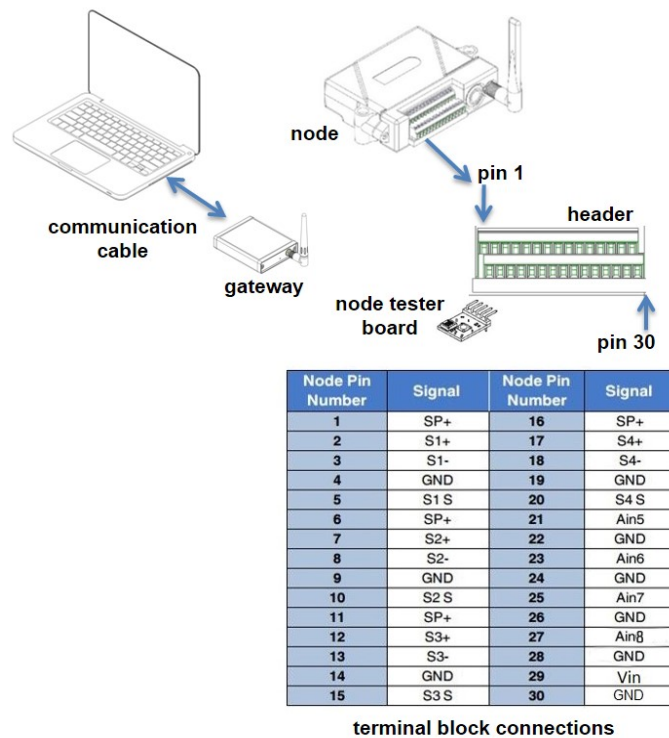 node
pin 1
communication
cable
header
gateway
node tester
board
pin 30
Node Pin Number Signal Node Pin Number Signal
1 SP+ 16 SP+
2 S1+ 17 S4+
3 S1- 18 S4-
4 GND 19 GND
5 S1 S 20 S4 S
6 SP+ 21 Ain5
7 S2+ 22 GND
8 S2- 23 Ain6
9 GND 24 GND
10 S2 S 25 Ain7
11 SP+ 26 GND
12 S3+ 27 Ain8
13 S3- 28 GND
14 GND 29 Vin
15 S3 S 30 GND
terminal block connections